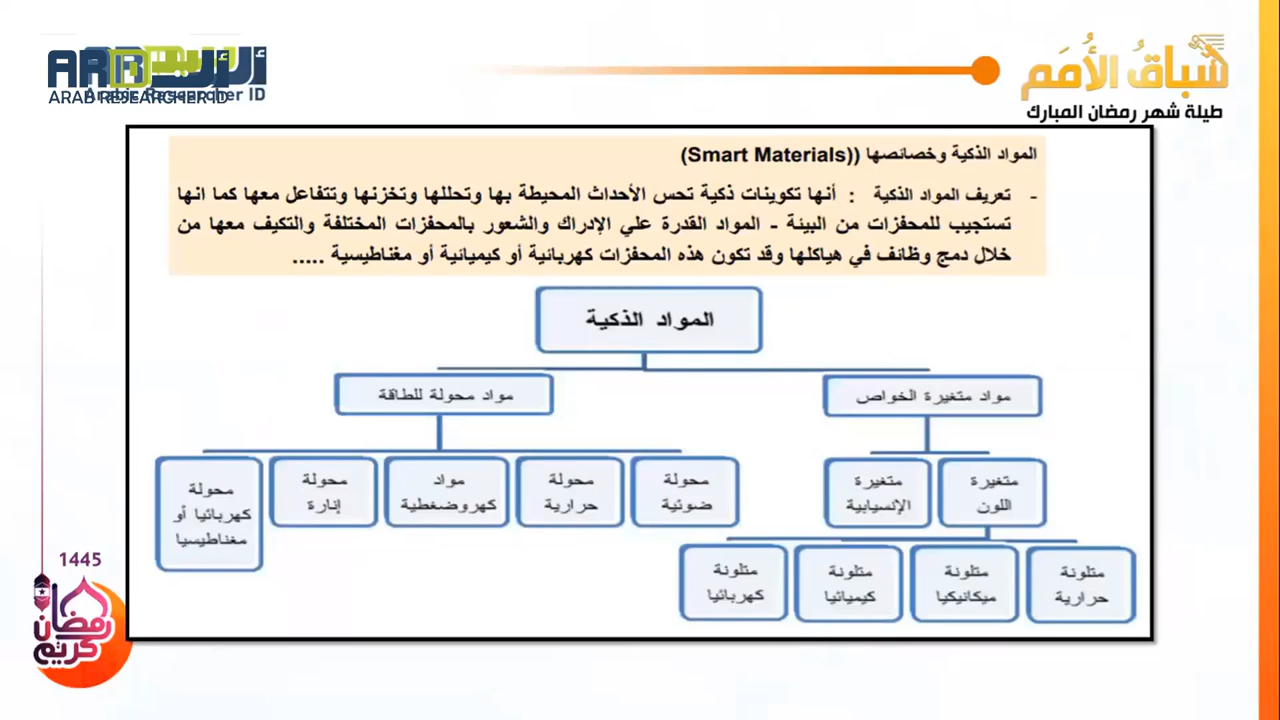 سباقُ الأُمَم
طيلة شهر رمضان المبارك
ARAB RESEARCHER ID
Arabic Researcher ID
المواد الذكية وخصائصها ((Smart Materials)
- تعريف المواد الذكية : أنها تكوينات ذكية تحس الأحداث المحيطة بها وتحللها وتخزنها وتتفاعل معها كما انها
تستجيب للمحفزات من البيئة - المواد القدرة علي الإدراك والشعور بالمحفزات المختلفة والتكيف معها من
خلال دمج وظائف في هياكلها وقد تكون هذه المحفزات كهربائية أو كيميائية أو مغناطيسية .....
المواد الذكية
مواد متغيرة الخواص
مواد محولة للطاقة
متغيرة
اللون
متغيرة
الإنسيابية
محولة
ضوئية
محولة
حرارية
مواد
كهروضغطية
محولة
إنارة
محولة
كهربائيا أو
مغناطيسيا
متلونة
حرارية
متلونة
ميكانيكيا
متلونة
كيميائيا
متلونة
كهربائيا
1445
رمضان
كريم